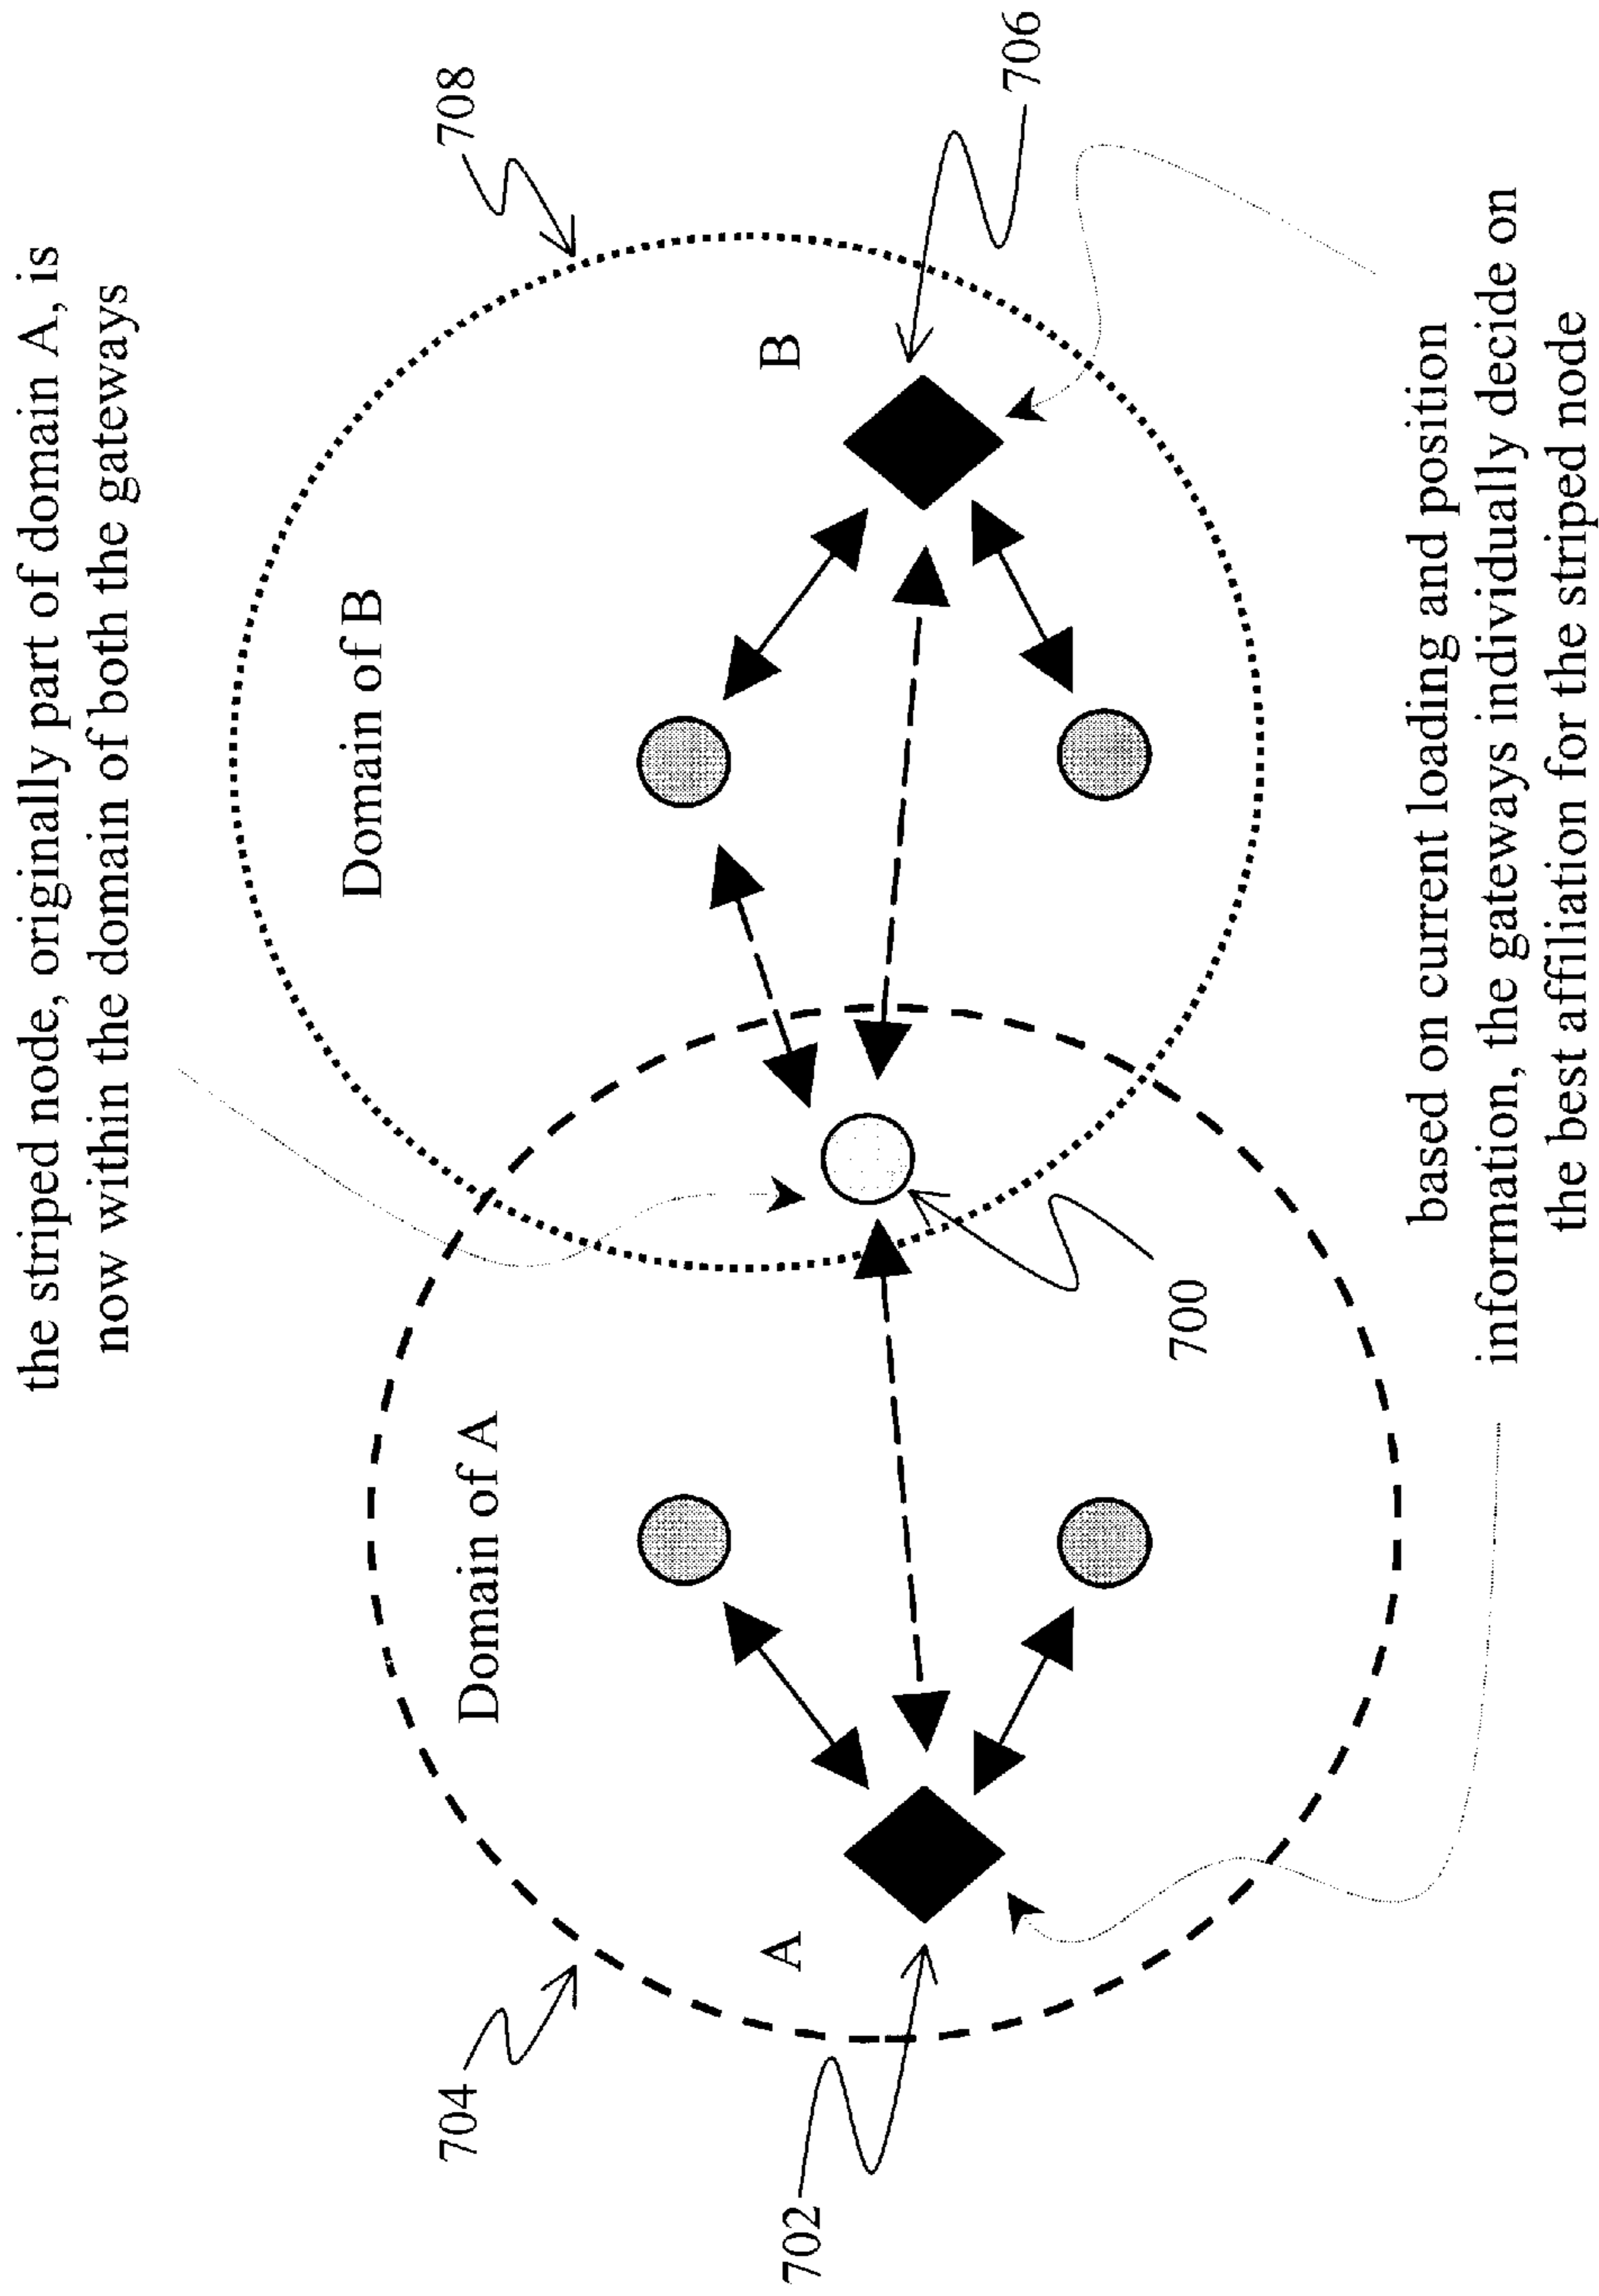 the striped node, originally part of domain A, is
now within the domain of both the gateways
708
704
Domain of B
Domain of A
B
A
702
706
700
based on current loading and position
information, the gateways individually decide on
the best affiliation for the striped node